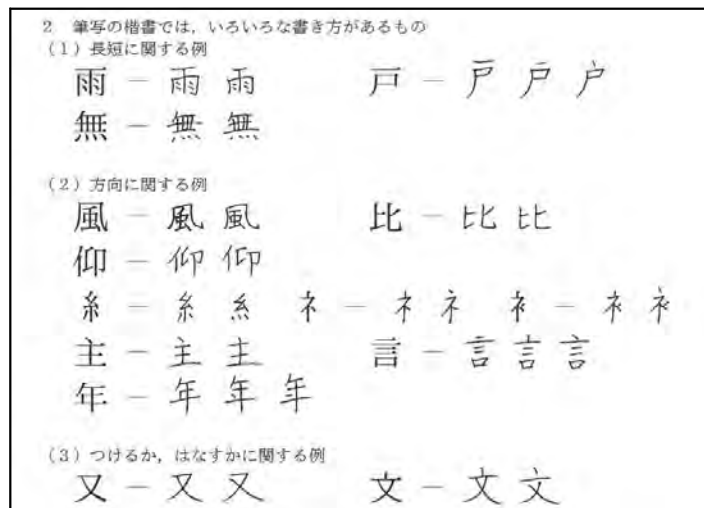 2 筆写の楷書では，いろいろな書き方があるもの
（1）長短に関する例
雨 － 雨 雨 戸 － 戸 戸 戸
無 － 無 無
（2）方向に関する例
風 － 風 風 比 － 比 比
仰 － 仰 仰
糹 － 糹 糹 ネ － ネ ネ 衤 － 衤 衤
主 － 主 主 言 － 言 言 言
年 － 年 年 年
（3）つけるか，はなすかに関する例
又 － 又 又 文 － 文 文